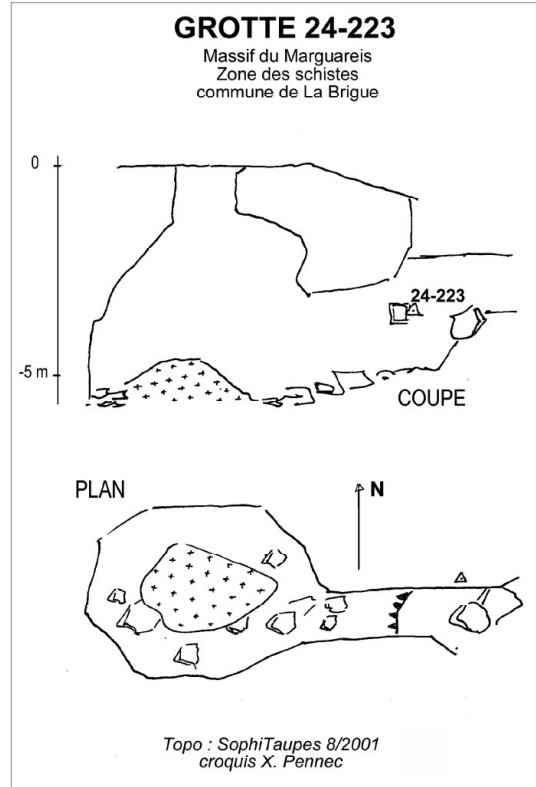 GROTTE 24-223
Massif du Marguareis
Zone des schistes
commune de La Brigue
0
24-223
-5 m
COUPE
PLAN
N
Topo : SophiTaupes 8/2001
croquis X. Pennec